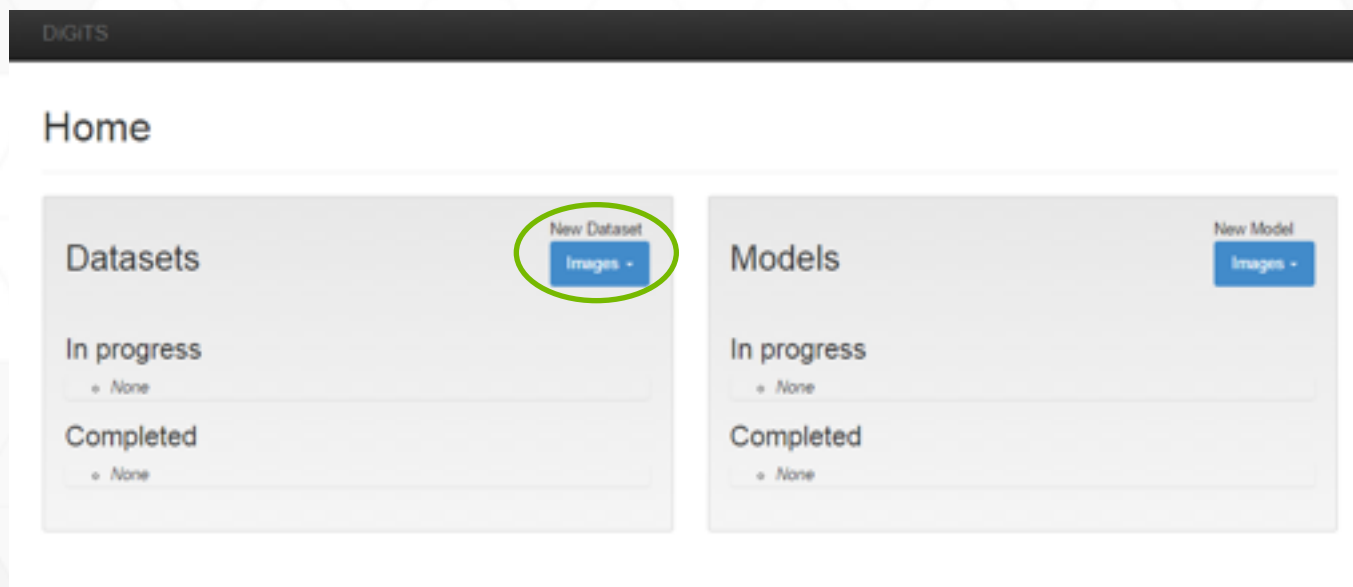 DiGiTS
Home
Datasets
New Dataset
Images
In progress
None
Completed
None
Models
New Model
Images
In progress
None
Completed
None